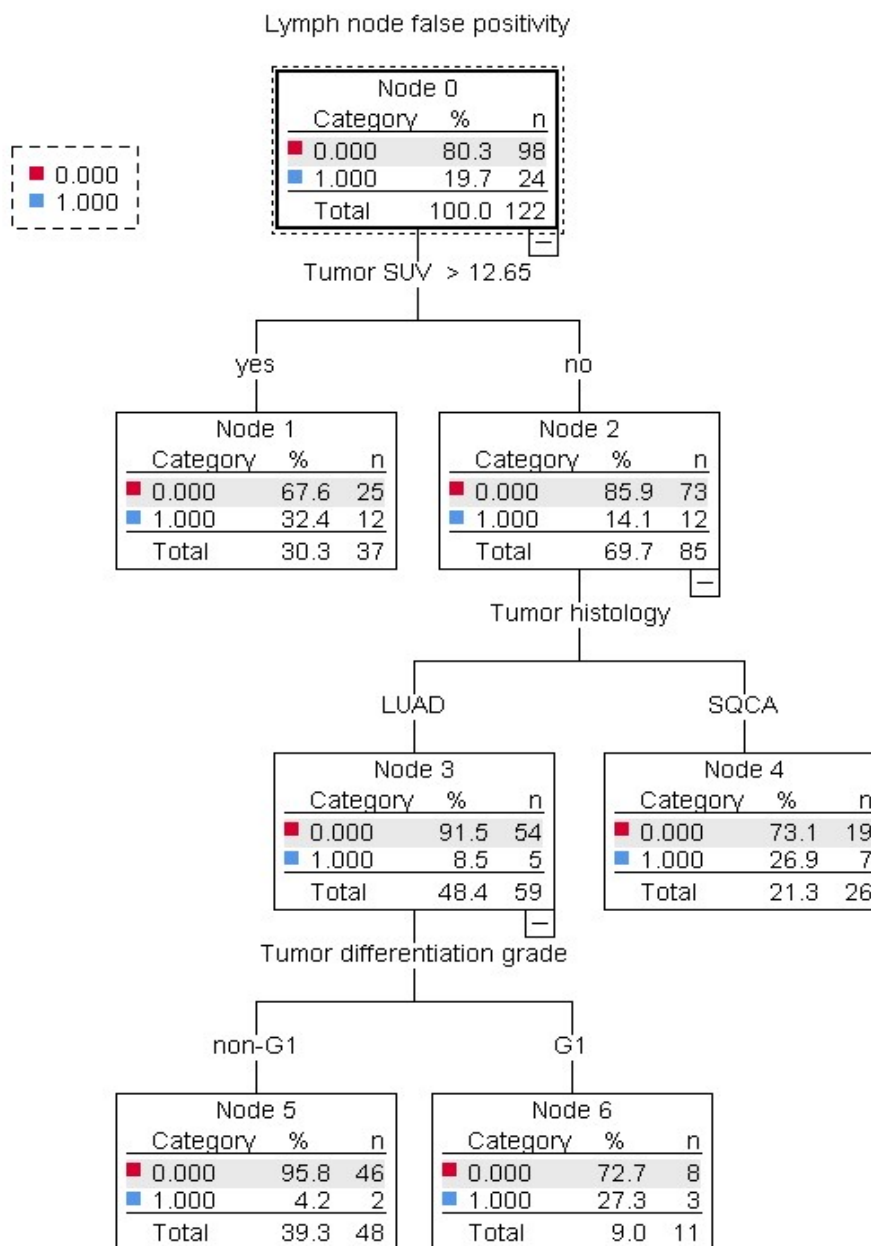 Lymph node false positivity
Node 0
Category % n
0.000 80.3 98
1.000 19.7 24
Total 100.0 122
0.000
1.000
Tumor SUV > 12.65
yes
no
Node 1
Category % n
0.000 67.6 25
1.000 32.4 12
Total 30.3 37
Node 2
Category % n
0.000 85.9 73
1.000 14.1 12
Total 69.7 85
Tumor histology
LUAD
SQCA
Node 3
Category % n
0.000 91.5 54
1.000 8.5 5
Total 48.4 59
Node 4
Category % n
0.000 73.1 19
1.000 26.9 7
Total 21.3 26
Tumor differentiation grade
non-G1
G1
Node 5
Category % n
0.000 95.8 46
1.000 4.2 2
Total 39.3 48
Node 6
Category % n
0.000 72.7 8
1.000 27.3 3
Total 9.0 11